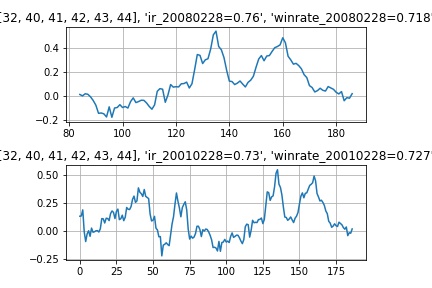 [32, 40, 41, 42, 43, 44], 'ir_20080228=0.76', 'winrate_20080228=0.718'
0.4
0.2
0.0
−0.2
80 100 120 140 160 180
[32, 40, 41, 42, 43, 44], 'ir_20010228=0.73', 'winrate_20010228=0.727'
0.50
0.25
0.00
−0.25
0 25 50 75 100 125 150 175